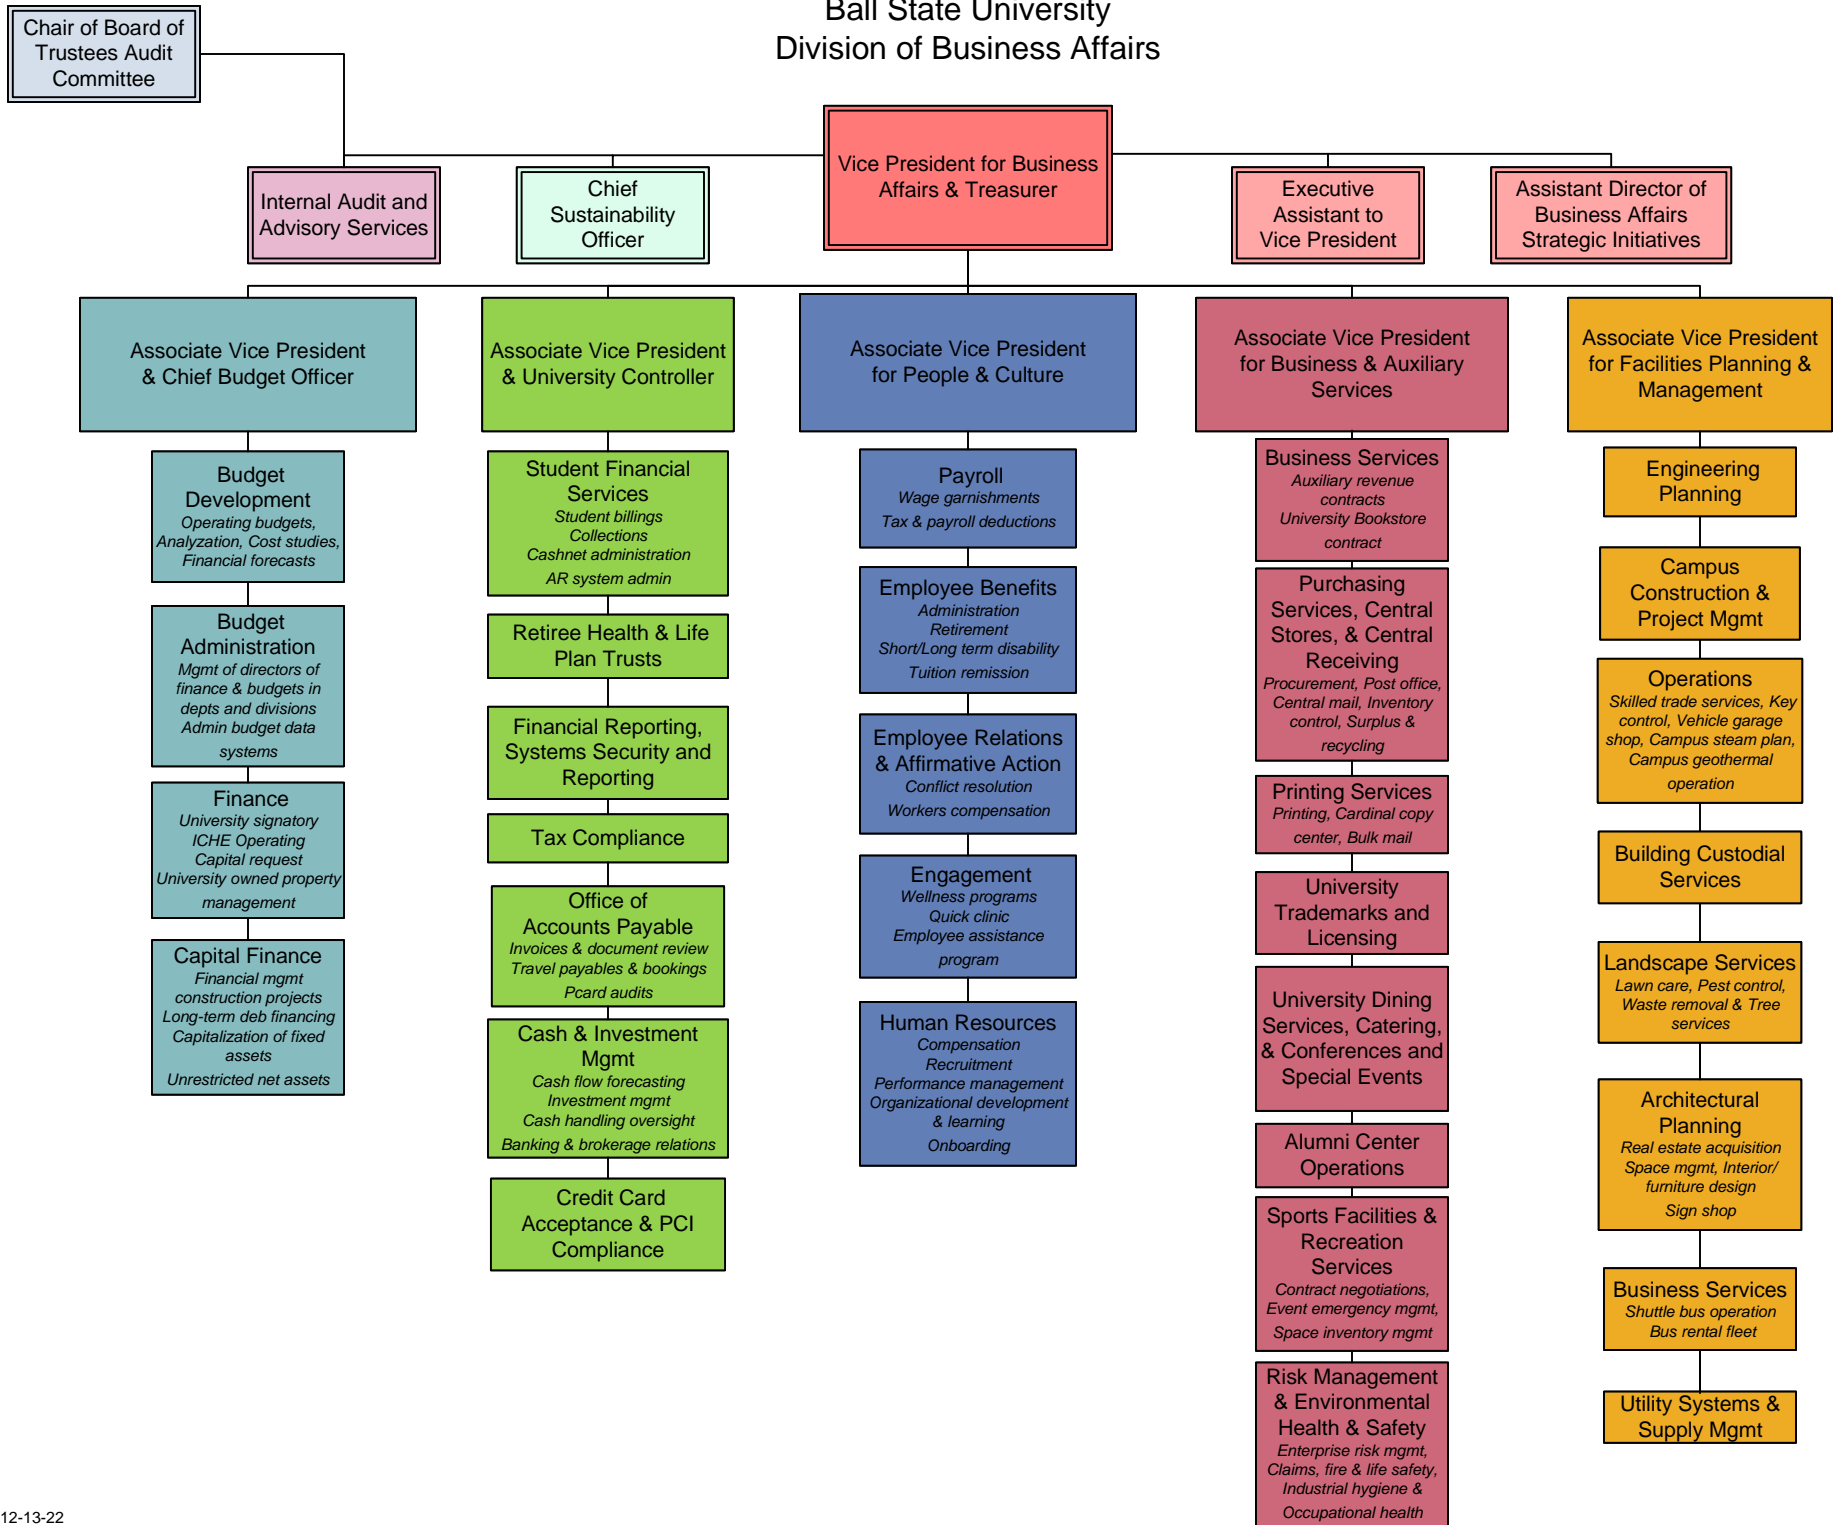 Ball State University
Division of Business Affairs
Chair of Board of
Trustees Audit
Committee
Vice President for Business
Affairs & Treasurer
Internal Audit and
Advisory Services
Chief
Sustainability
Officer
Executive
Assistant to
Vice President
Assistant Director of
Business Affairs
Strategic Initiatives
Associate Vice President
& Chief Budget Officer
Budget
Development
Operating budgets,
Analyzation, Cost studies,
Financial forecasts
Budget
Administration
Mgmt of directors of
finance & budgets in
depts and divisions
Admin budget data
systems
Finance
University signatory
ICHE Operating
Capital request
University owned property
management
Capital Finance
Financial mgmt
construction projects
Long-term deb financing
Capitalization of fixed
assets
Unrestricted net assets
Associate Vice President
& University Controller
Student Financial
Services
Student billings
Collections
Cashnet administration
AR system admin
Retiree Health & Life
Plan Trusts
Financial Reporting,
Systems Security and
Reporting
Tax Compliance
Office of
Accounts Payable
Invoices & document review
Travel payables & bookings
Pcard audits
Cash & Investment
Mgmt
Cash flow forecasting
Investment mgmt
Cash handling oversight
Banking & brokerage relations
Credit Card
Acceptance & PCI
Compliance
Associate Vice President
for People & Culture
Payroll
Wage garnishments
Tax & payroll deductions
Employee Benefits
Administration
Retirement
Short/Long term disability
Tuition remission
Employee Relations
& Affirmative Action
Conflict resolution
Workers compensation
Engagement
Wellness programs
Quick clinic
Employee assistance
program
Human Resources
Compensation
Recruitment
Performance management
Organizational development
& learning
Onboarding
Associate Vice President
for Business & Auxiliary
Services
Business Services
Auxiliary revenue
contracts
University Bookstore
contract
Purchasing
Services, Central
Stores, & Central
Receiving
Procurement, Post office,
Central mail, Inventory
control, Surplus &
recycling
Printing Services
Printing, Cardinal copy
center, Bulk mail
University
Trademarks and
Licensing
University Dining
Services, Catering,
& Conferences and
Special Events
Alumni Center
Operations
Sports Facilities &
Recreation
Services
Contract negotiations,
Event emergency mgmt,
Space inventory mgmt
Risk Management
& Environmental
Health & Safety
Enterprise risk mgmt,
Claims, fire & life safety,
Industrial hygiene &
Occupational health
Associate Vice President
for Facilities Planning &
Management
Engineering
Planning
Campus
Construction &
Project Mgmt
Operations
Skilled trade services, Key
control, Vehicle garage
shop, Campus steam plan,
Campus geothermal
operation
Building Custodial
Services
Landscape Services
Lawn care, Pest control,
Waste removal & Tree
services
Architectural
Planning
Real estate acquisition
Space mgmt, Interior/
furniture design
Sign shop
Business Services
Shuttle bus operation
Bus rental fleet
Utility Systems &
Supply Mgmt
12-13-22